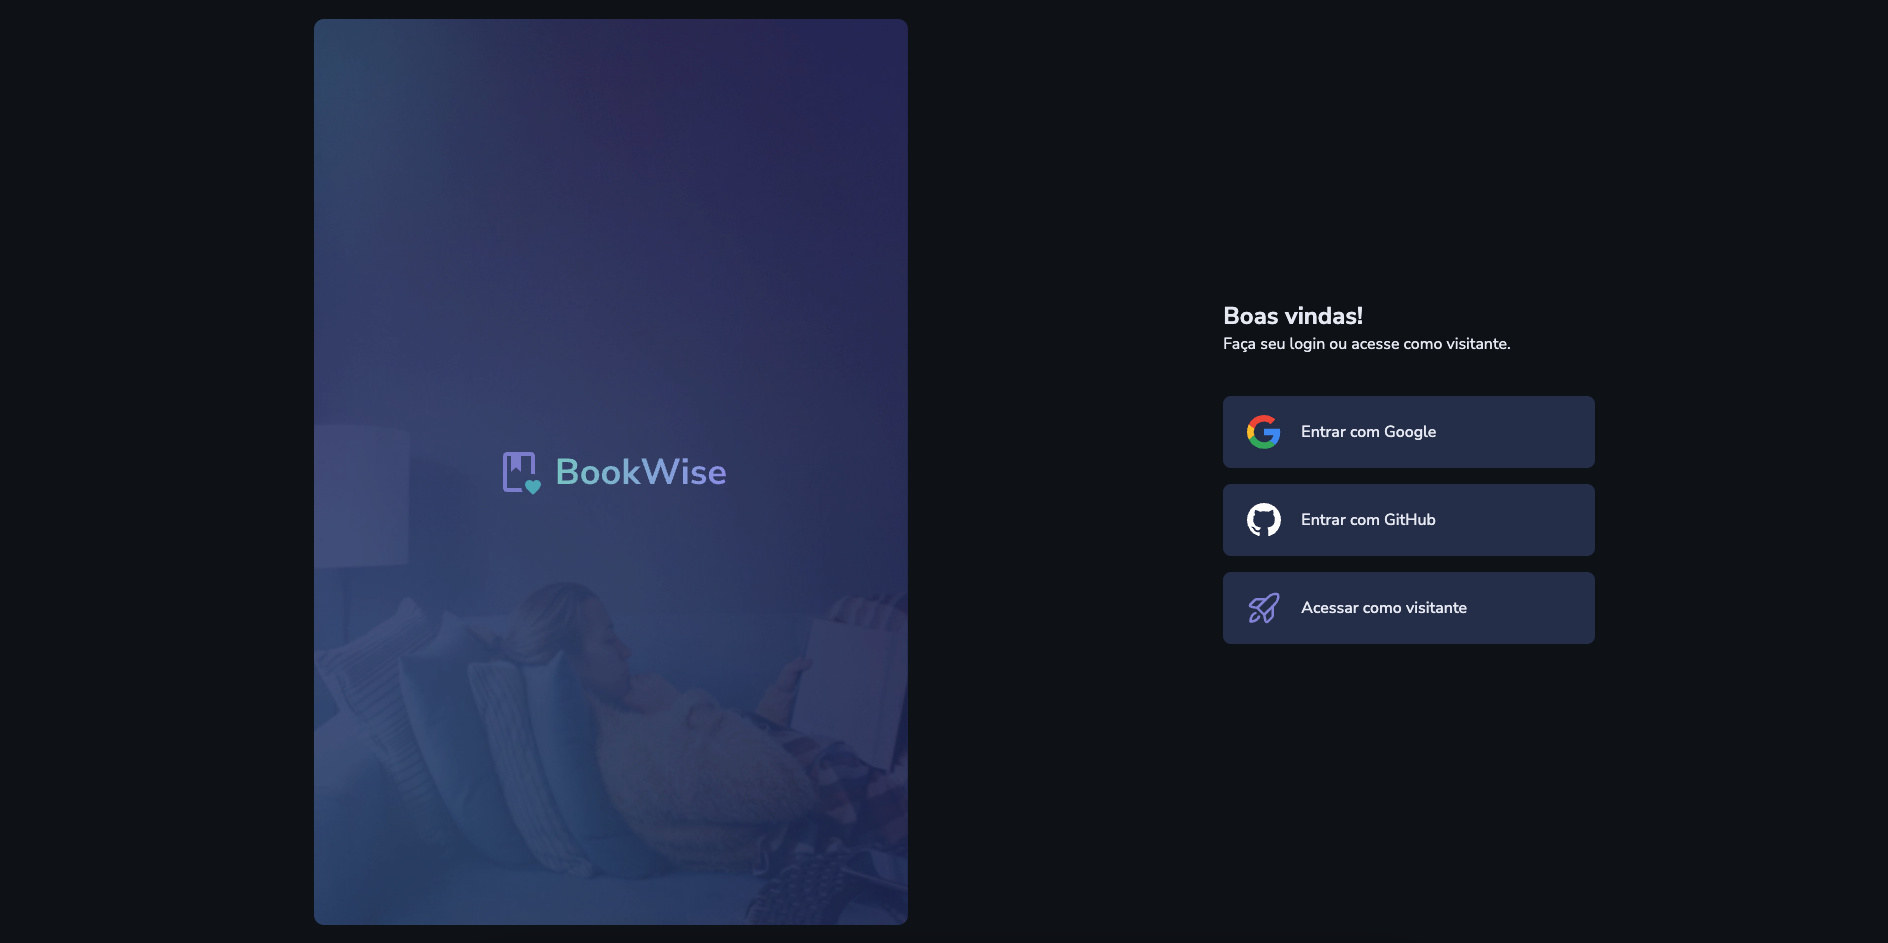 BookWise
Boas vindas!
Faça seu login ou acesse como visitante.
Entrar com Google
Entrar com GitHub
Acessar como visitante